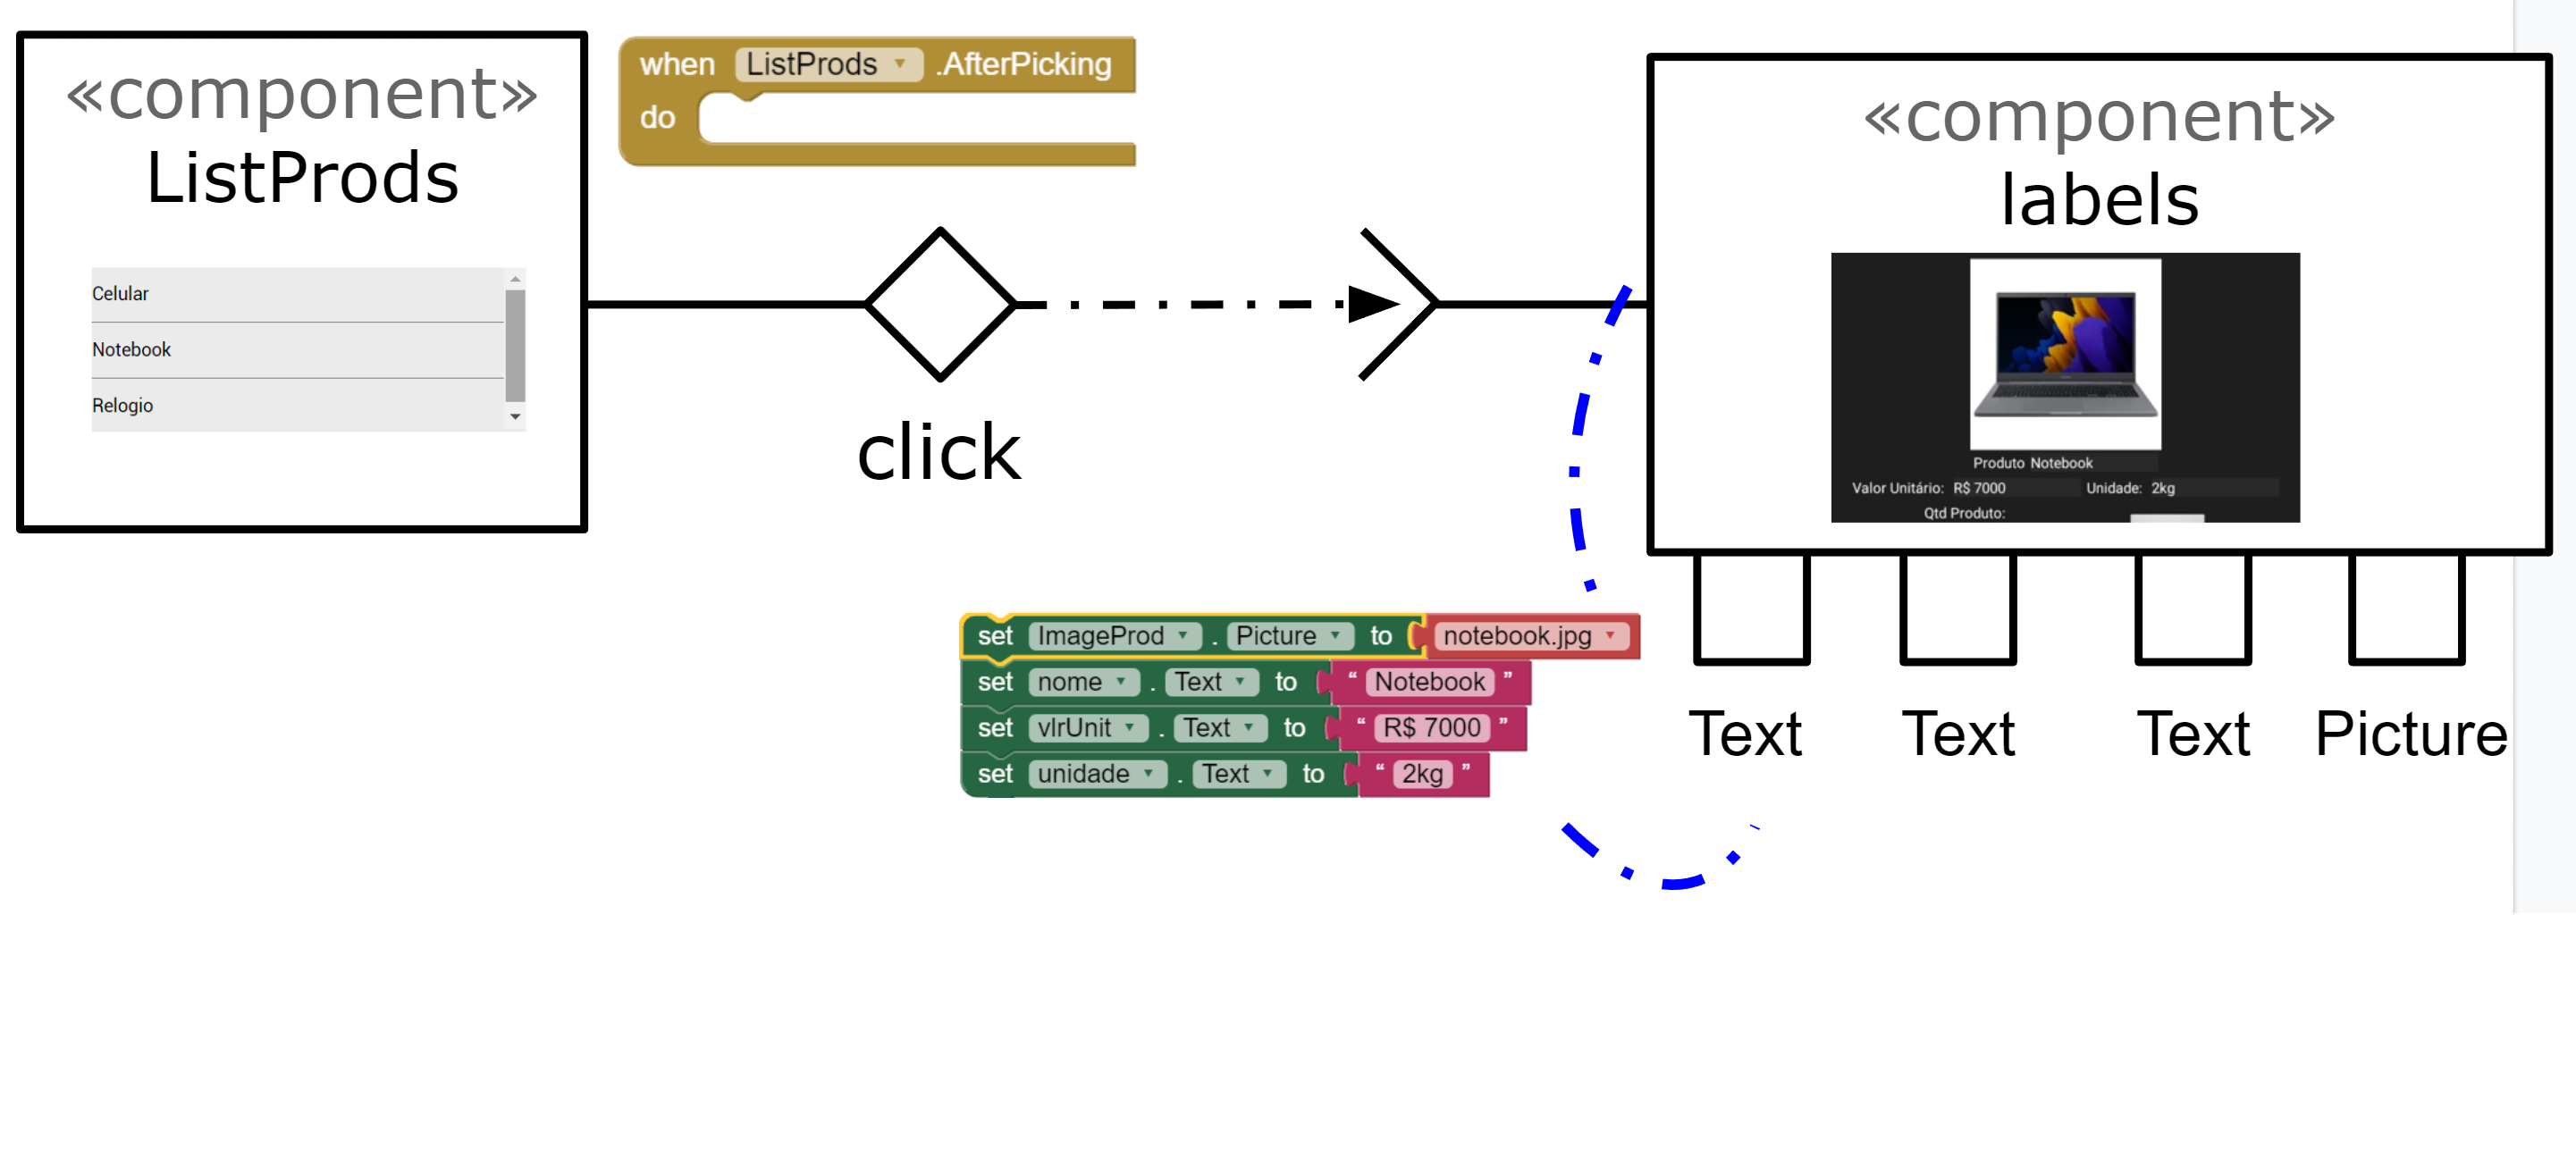 «component»
ListProds
Celular
Notebook
Relogio
when ListProds .AfterPicking
do
click
«component»
labels
Produto Notebook
Valor Unitário: R$ 7000 Unidade: 2kg
Qtd Produto:
set ImageProd . Picture to notebook.jpg
set nome . Text to “ Notebook ”
set vlrUnit . Text to “ R$ 7000 ”
set unidade . Text to “ 2kg ”
Text Text Text Picture